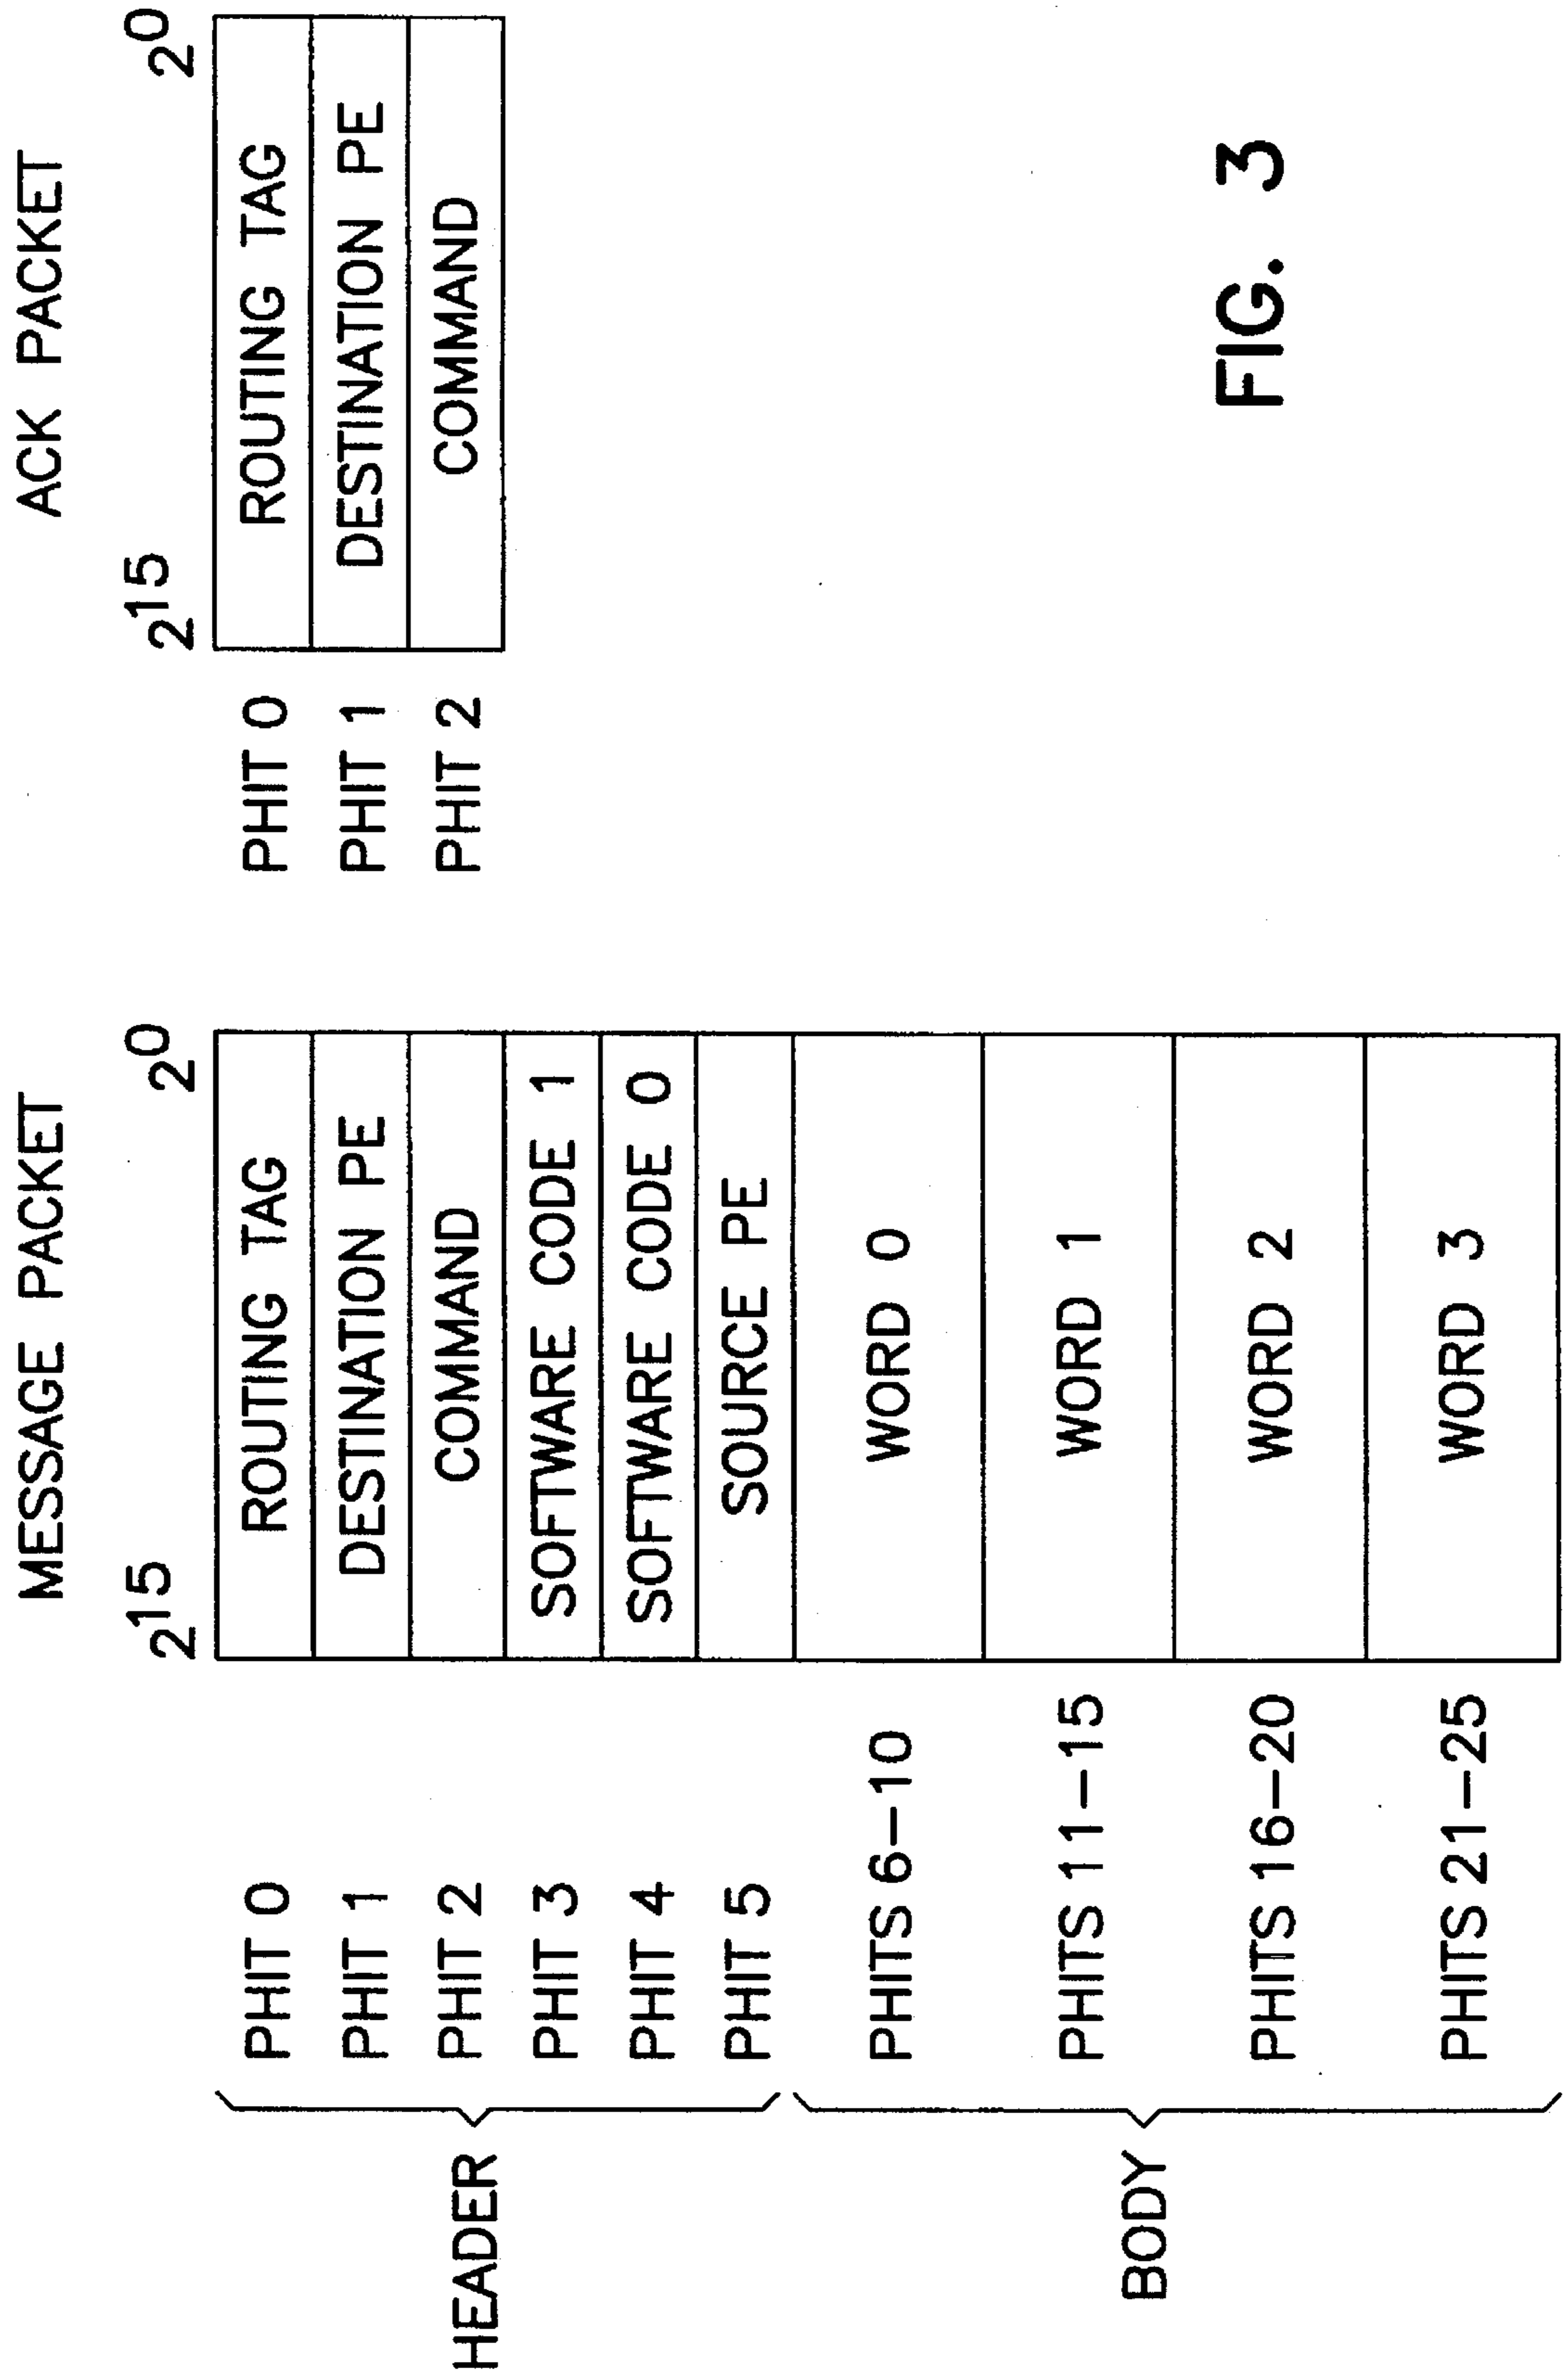 MESSAGE PACKET
2^15 2^0
HEADER
PHIT 0 ROUTING TAG
PHIT 1 DESTINATION PE
PHIT 2 COMMAND
PHIT 3 SOFTWARE CODE 1
PHIT 4 SOFTWARE CODE 0
PHIT 5 SOURCE PE
BODY
PHITS 6–10 WORD 0
PHITS 11–15 WORD 1
PHITS 16–20 WORD 2
PHITS 21–25 WORD 3
ACK PACKET
2^15 2^0
PHIT 0 ROUTING TAG
PHIT 1 DESTINATION PE
PHIT 2 COMMAND
FIG. 3